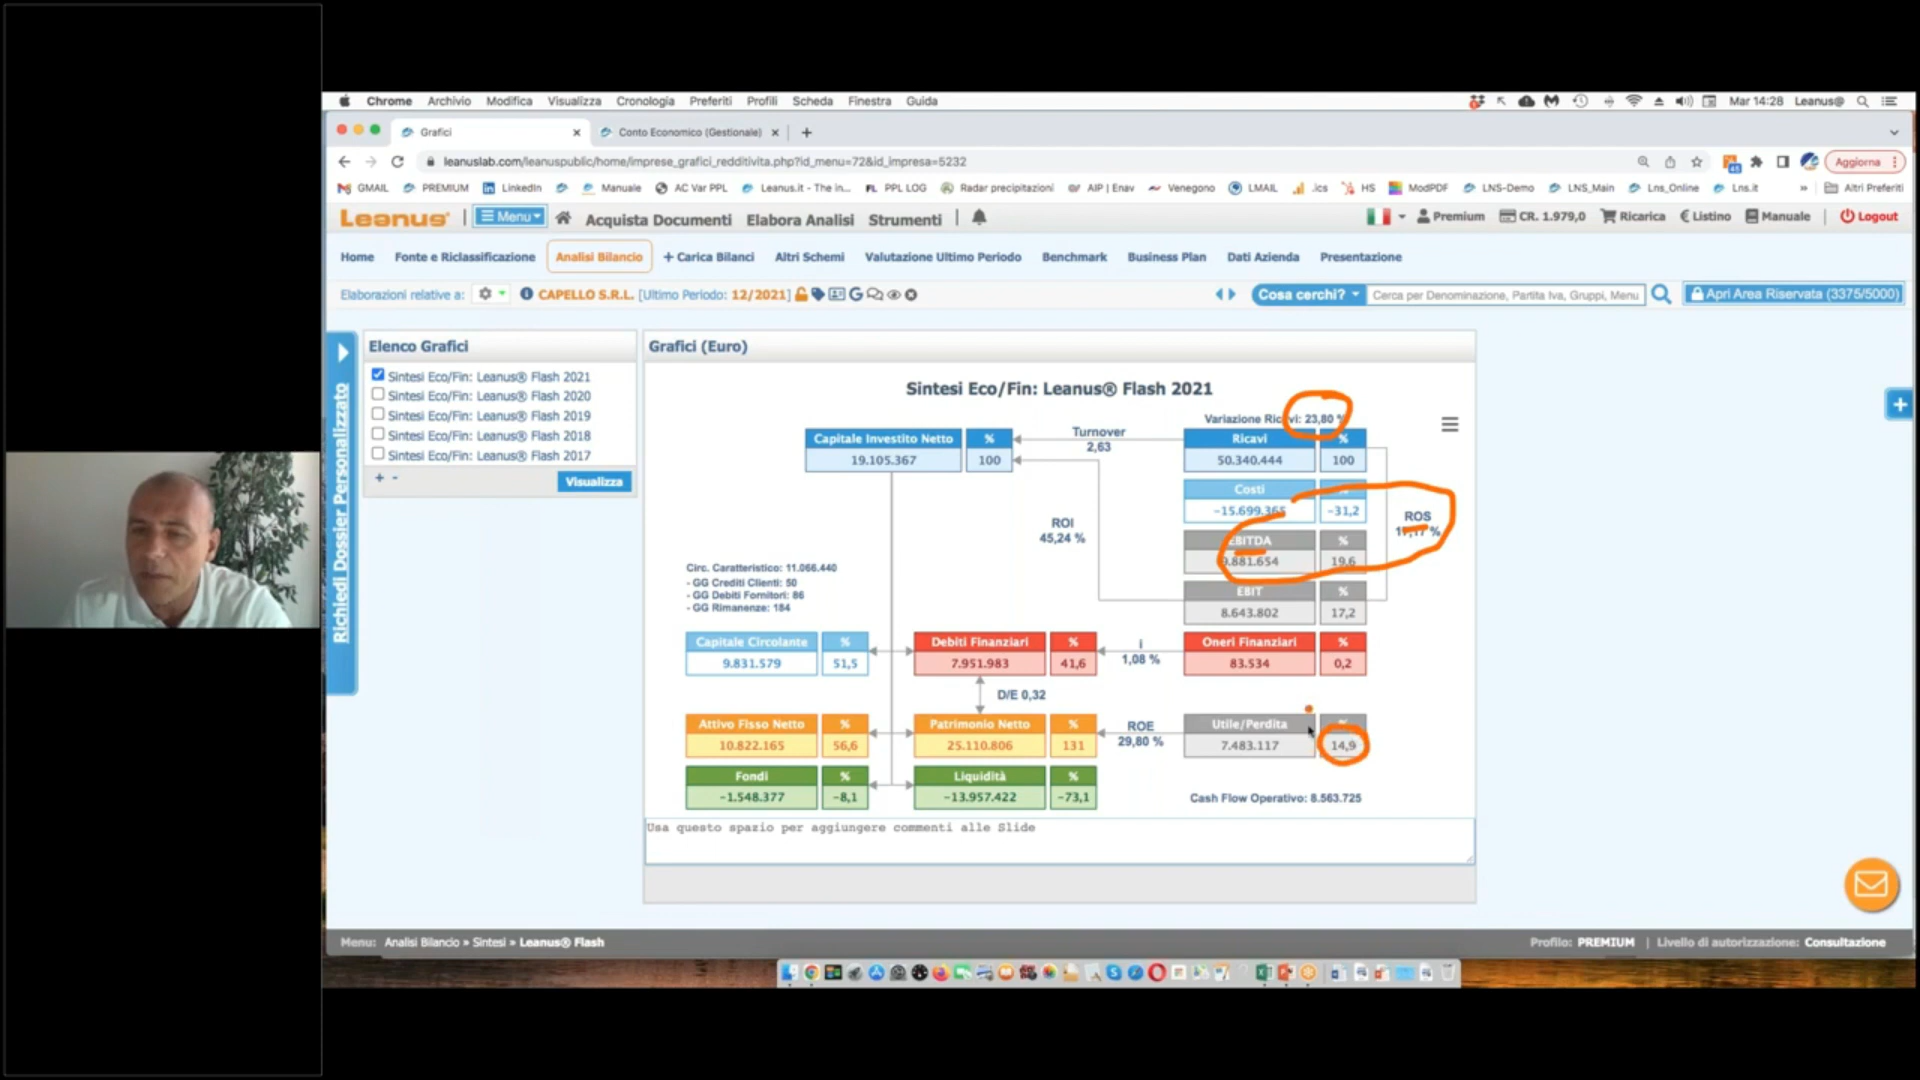 Chrome Archivio Modifica Visualizza Cronologia Preferiti Profili Scheda Finestra Guida Mar 14:28 Leanus@
Grafici Conto Economico (Gestionale)
leanuslab.com/leanuspublic/home/imprese_grafici_redditivita.php?id_menu=72&id_impresa=5232 Aggiorna
GMAIL PREMIUM LinkedIn Manuale AC Var PPL Leanus.it - The in... FL PPL LOG Radar precipitazioni AIP | Enav Venegono LMAIL .ics HS ModPDF LNS-Demo LNS_Main Lns_Online Lns.it » Altri Preferiti
Leanus® | Menu Acquista Documenti Elabora Analisi Strumenti | Premium CR. 1.979,0 Ricarica € Listino Manuale | Logout
Home Fonte e Riclassificazione Analisi Bilancio + Carica Bilanci Altri Schemi Valutazione Ultimo Periodo Benchmark Business Plan Dati Azienda Presentazione
Elaborazioni relative a: CAPELLO S.R.L. [Ultimo Periodo: 12/2021] Cosa cerchi? Cerca per Denominazione, Partita Iva, Gruppi, Menu Apri Area Riservata (3375/5000)
Richiedi Dossier Personalizzato
Elenco Grafici
Sintesi Eco/Fin: Leanus® Flash 2021
Sintesi Eco/Fin: Leanus® Flash 2020
Sintesi Eco/Fin: Leanus® Flash 2019
Sintesi Eco/Fin: Leanus® Flash 2018
Sintesi Eco/Fin: Leanus® Flash 2017
+ - Visualizza
Grafici (Euro)
Sintesi Eco/Fin: Leanus® Flash 2021
Variazione Ricavi: 23,80 %
Capitale Investito Netto %
19.105.367 100
Turnover
2,63
Ricavi %
50.340.444 100
Costi %
-15.699.365 -31,2
ROI
45,24 %
ROS
17,17 %
EBITDA %
9.881.654 19,6
EBIT %
8.643.802 17,2
Circ. Caratteristico: 11.066.440
- GG Crediti Clienti: 50
- GG Debiti Fornitori: 86
- GG Rimanenze: 184
Capitale Circolante %
9.831.579 51,5
Debiti Finanziari %
7.951.983 41,6
i
1,08 %
Oneri Finanziari %
83.534 0,2
D/E 0,32
Attivo Fisso Netto %
10.822.165 56,6
Patrimonio Netto %
25.110.806 131
ROE
29,80 %
Utile/Perdita %
7.483.117 14,9
Fondi %
-1.548.377 -8,1
Liquidità %
-13.957.422 -73,1
Cash Flow Operativo: 8.563.725
Usa questo spazio per aggiungere commenti alle Slide
Menu: Analisi Bilancio » Sintesi » Leanus® Flash Profilo: PREMIUM | Livello di autorizzazione: Consultazione